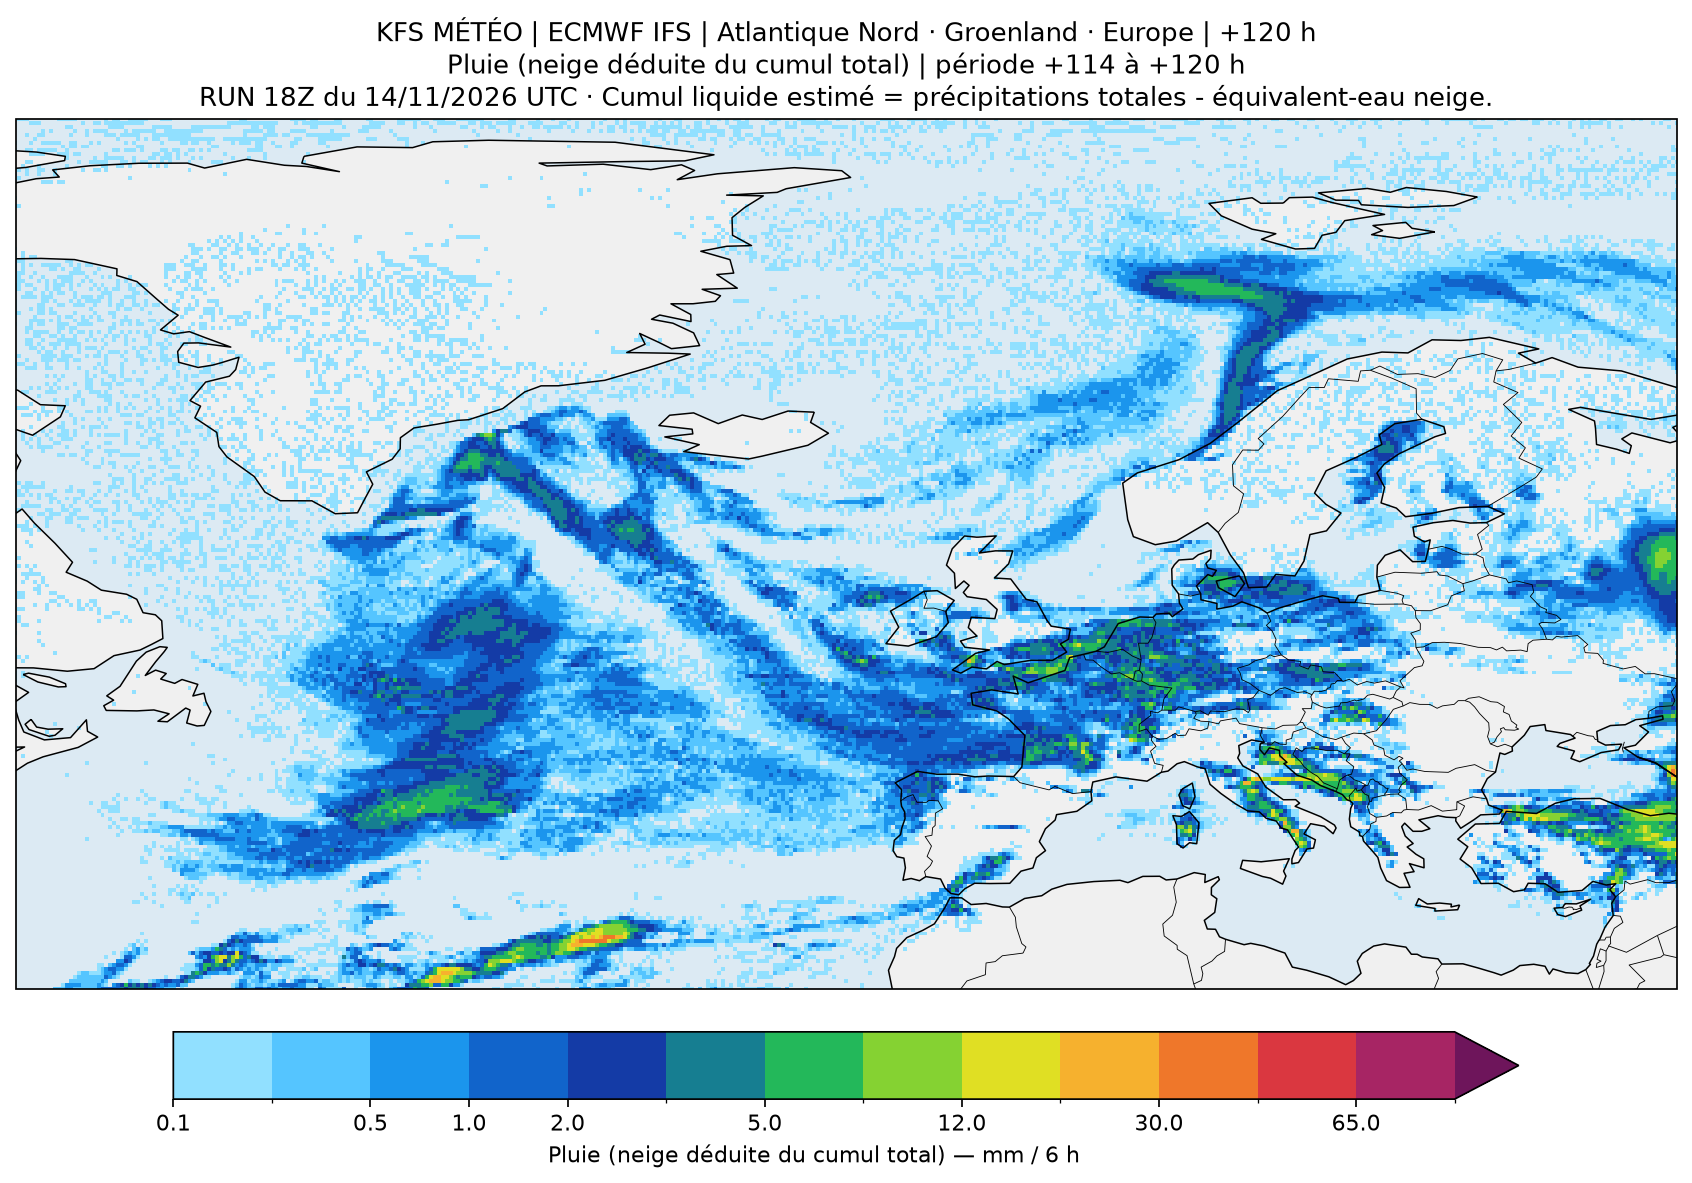 KFS MÉTÉO | ECMWF IFS | Atlantique Nord · Groenland · Europe | +120 h
Pluie (neige déduite du cumul total) | période +114 à +120 h
RUN 18Z du 14/11/2026 UTC · Cumul liquide estimé = précipitations totales - équivalent-eau neige.
0.1 0.5 1.0 2.0 5.0 12.0 30.0 65.0
Pluie (neige déduite du cumul total) — mm / 6 h